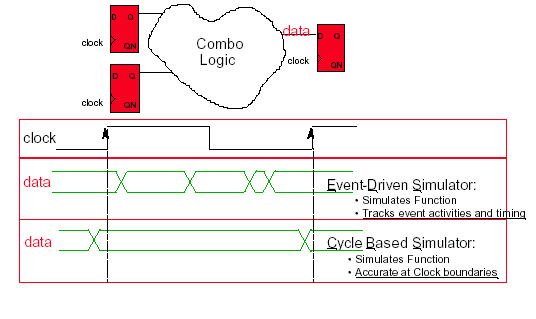 D Q
clock
QN
Combo
Logic
data
D Q
clock
QN
D Q
clock
QN
clock
data
Event-Driven Simulator:
• Simulates Function
• Tracks event activities and timing
data
Cycle Based Simulator:
• Simulates Function
• Accurate at Clock boundaries